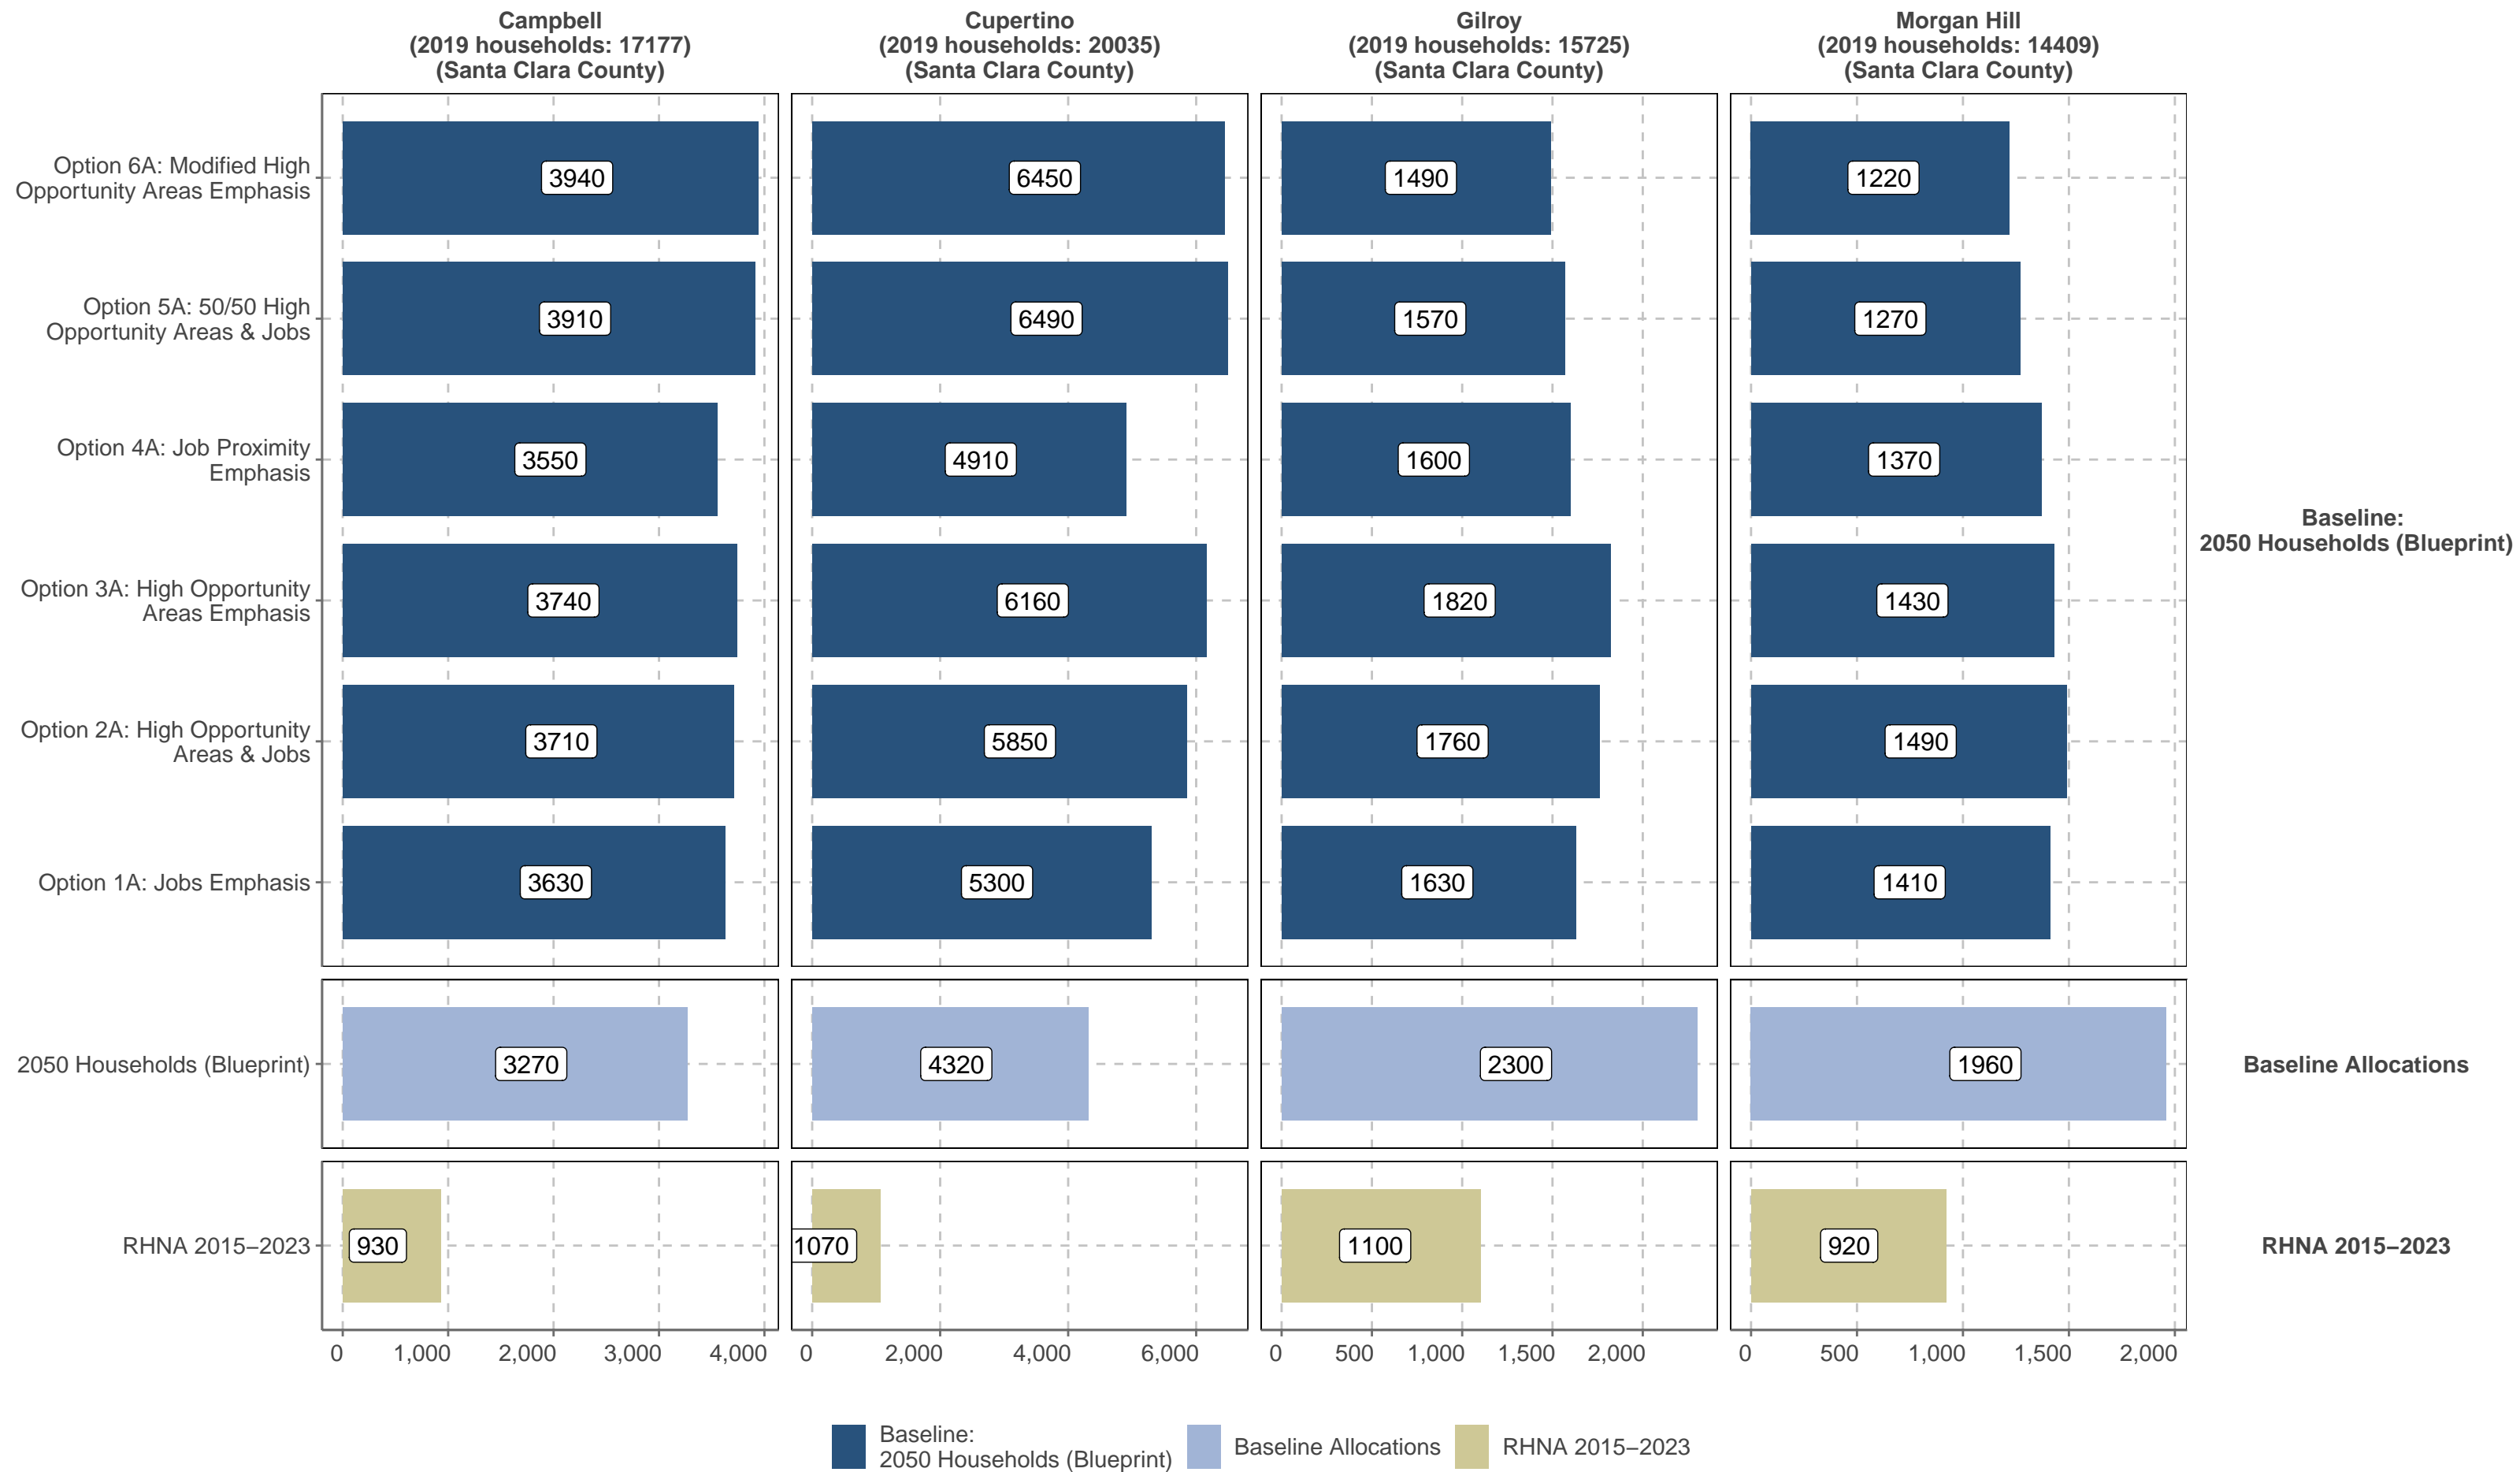 Campbell
(2019 households: 17177)
(Santa Clara County)
Cupertino
(2019 households: 20035)
(Santa Clara County)
Gilroy
(2019 households: 15725)
(Santa Clara County)
Morgan Hill
(2019 households: 14409)
(Santa Clara County)
Option 6A: Modified High
Opportunity Areas Emphasis
3940
6450
1490
1220
Option 5A: 50/50 High
Opportunity Areas & Jobs
3910
6490
1570
1270
Option 4A: Job Proximity
Emphasis
3550
4910
1600
1370
Option 3A: High Opportunity
Areas Emphasis
3740
6160
1820
1430
Option 2A: High Opportunity
Areas & Jobs
3710
5850
1760
1490
Option 1A: Jobs Emphasis
3630
5300
1630
1410
Baseline:
2050 Households (Blueprint)
2050 Households (Blueprint)
3270
4320
2300
1960
Baseline Allocations
RHNA 2015–2023
930
1070
1100
920
RHNA 2015–2023
0 1,000 2,000 3,000 4,000
0 2,000 4,000 6,000
0 500 1,000 1,500 2,000
0 500 1,000 1,500 2,000
Baseline:
2050 Households (Blueprint)
Baseline Allocations
RHNA 2015–2023